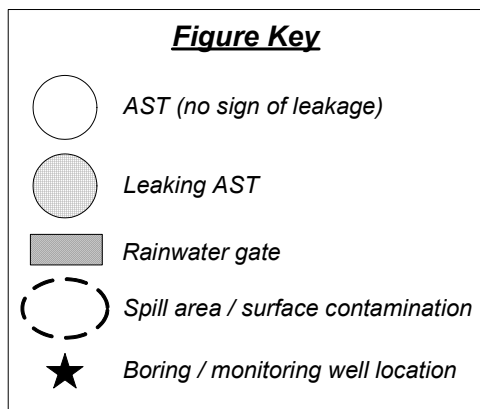 Figure Key
AST (no sign of leakage)
Leaking AST
Rainwater gate
Spill area / surface contamination
Boring / monitoring well location